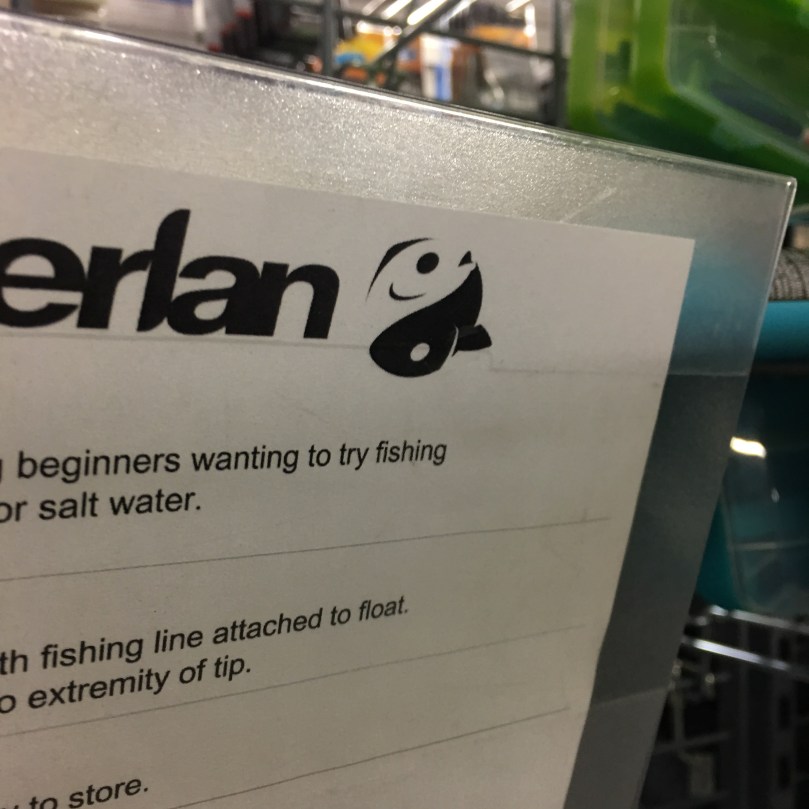 erlan
beginners wanting to try fishing
or salt water.
th fishing line attached to float.
o extremity of tip.
to store.